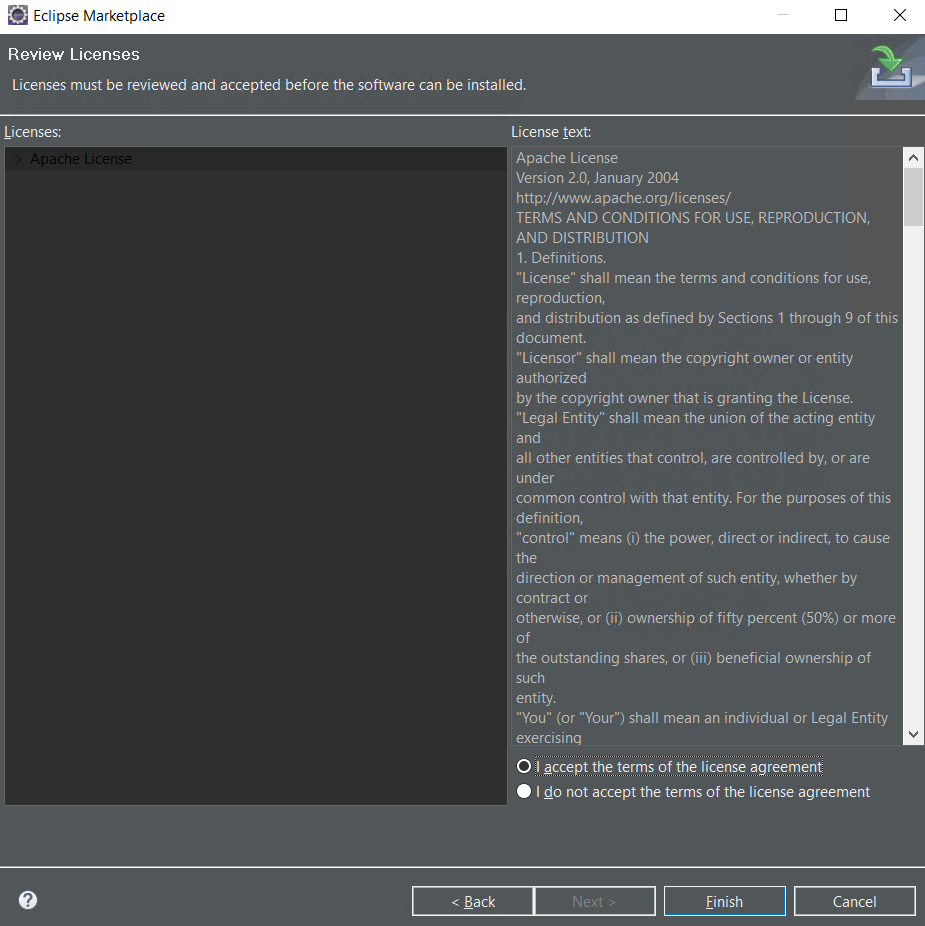 Eclipse Marketplace
Review Licenses
Licenses must be reviewed and accepted before the software can be installed.
Licenses:
Apache License
License text:
Apache License
Version 2.0, January 2004
http://www.apache.org/licenses/
TERMS AND CONDITIONS FOR USE, REPRODUCTION,
AND DISTRIBUTION
1. Definitions.
"License" shall mean the terms and conditions for use,
reproduction,
and distribution as defined by Sections 1 through 9 of this
document.
"Licensor" shall mean the copyright owner or entity
authorized
by the copyright owner that is granting the License.
"Legal Entity" shall mean the union of the acting entity
and
all other entities that control, are controlled by, or are
under
common control with that entity. For the purposes of this
definition,
"control" means (i) the power, direct or indirect, to cause
the
direction or management of such entity, whether by
contract or
otherwise, or (ii) ownership of fifty percent (50%) or more
of
the outstanding shares, or (iii) beneficial ownership of
such
entity.
"You" (or "Your") shall mean an individual or Legal Entity
exercising
I accept the terms of the license agreement
I do not accept the terms of the license agreement
?
< Back
Next >
Finish
Cancel